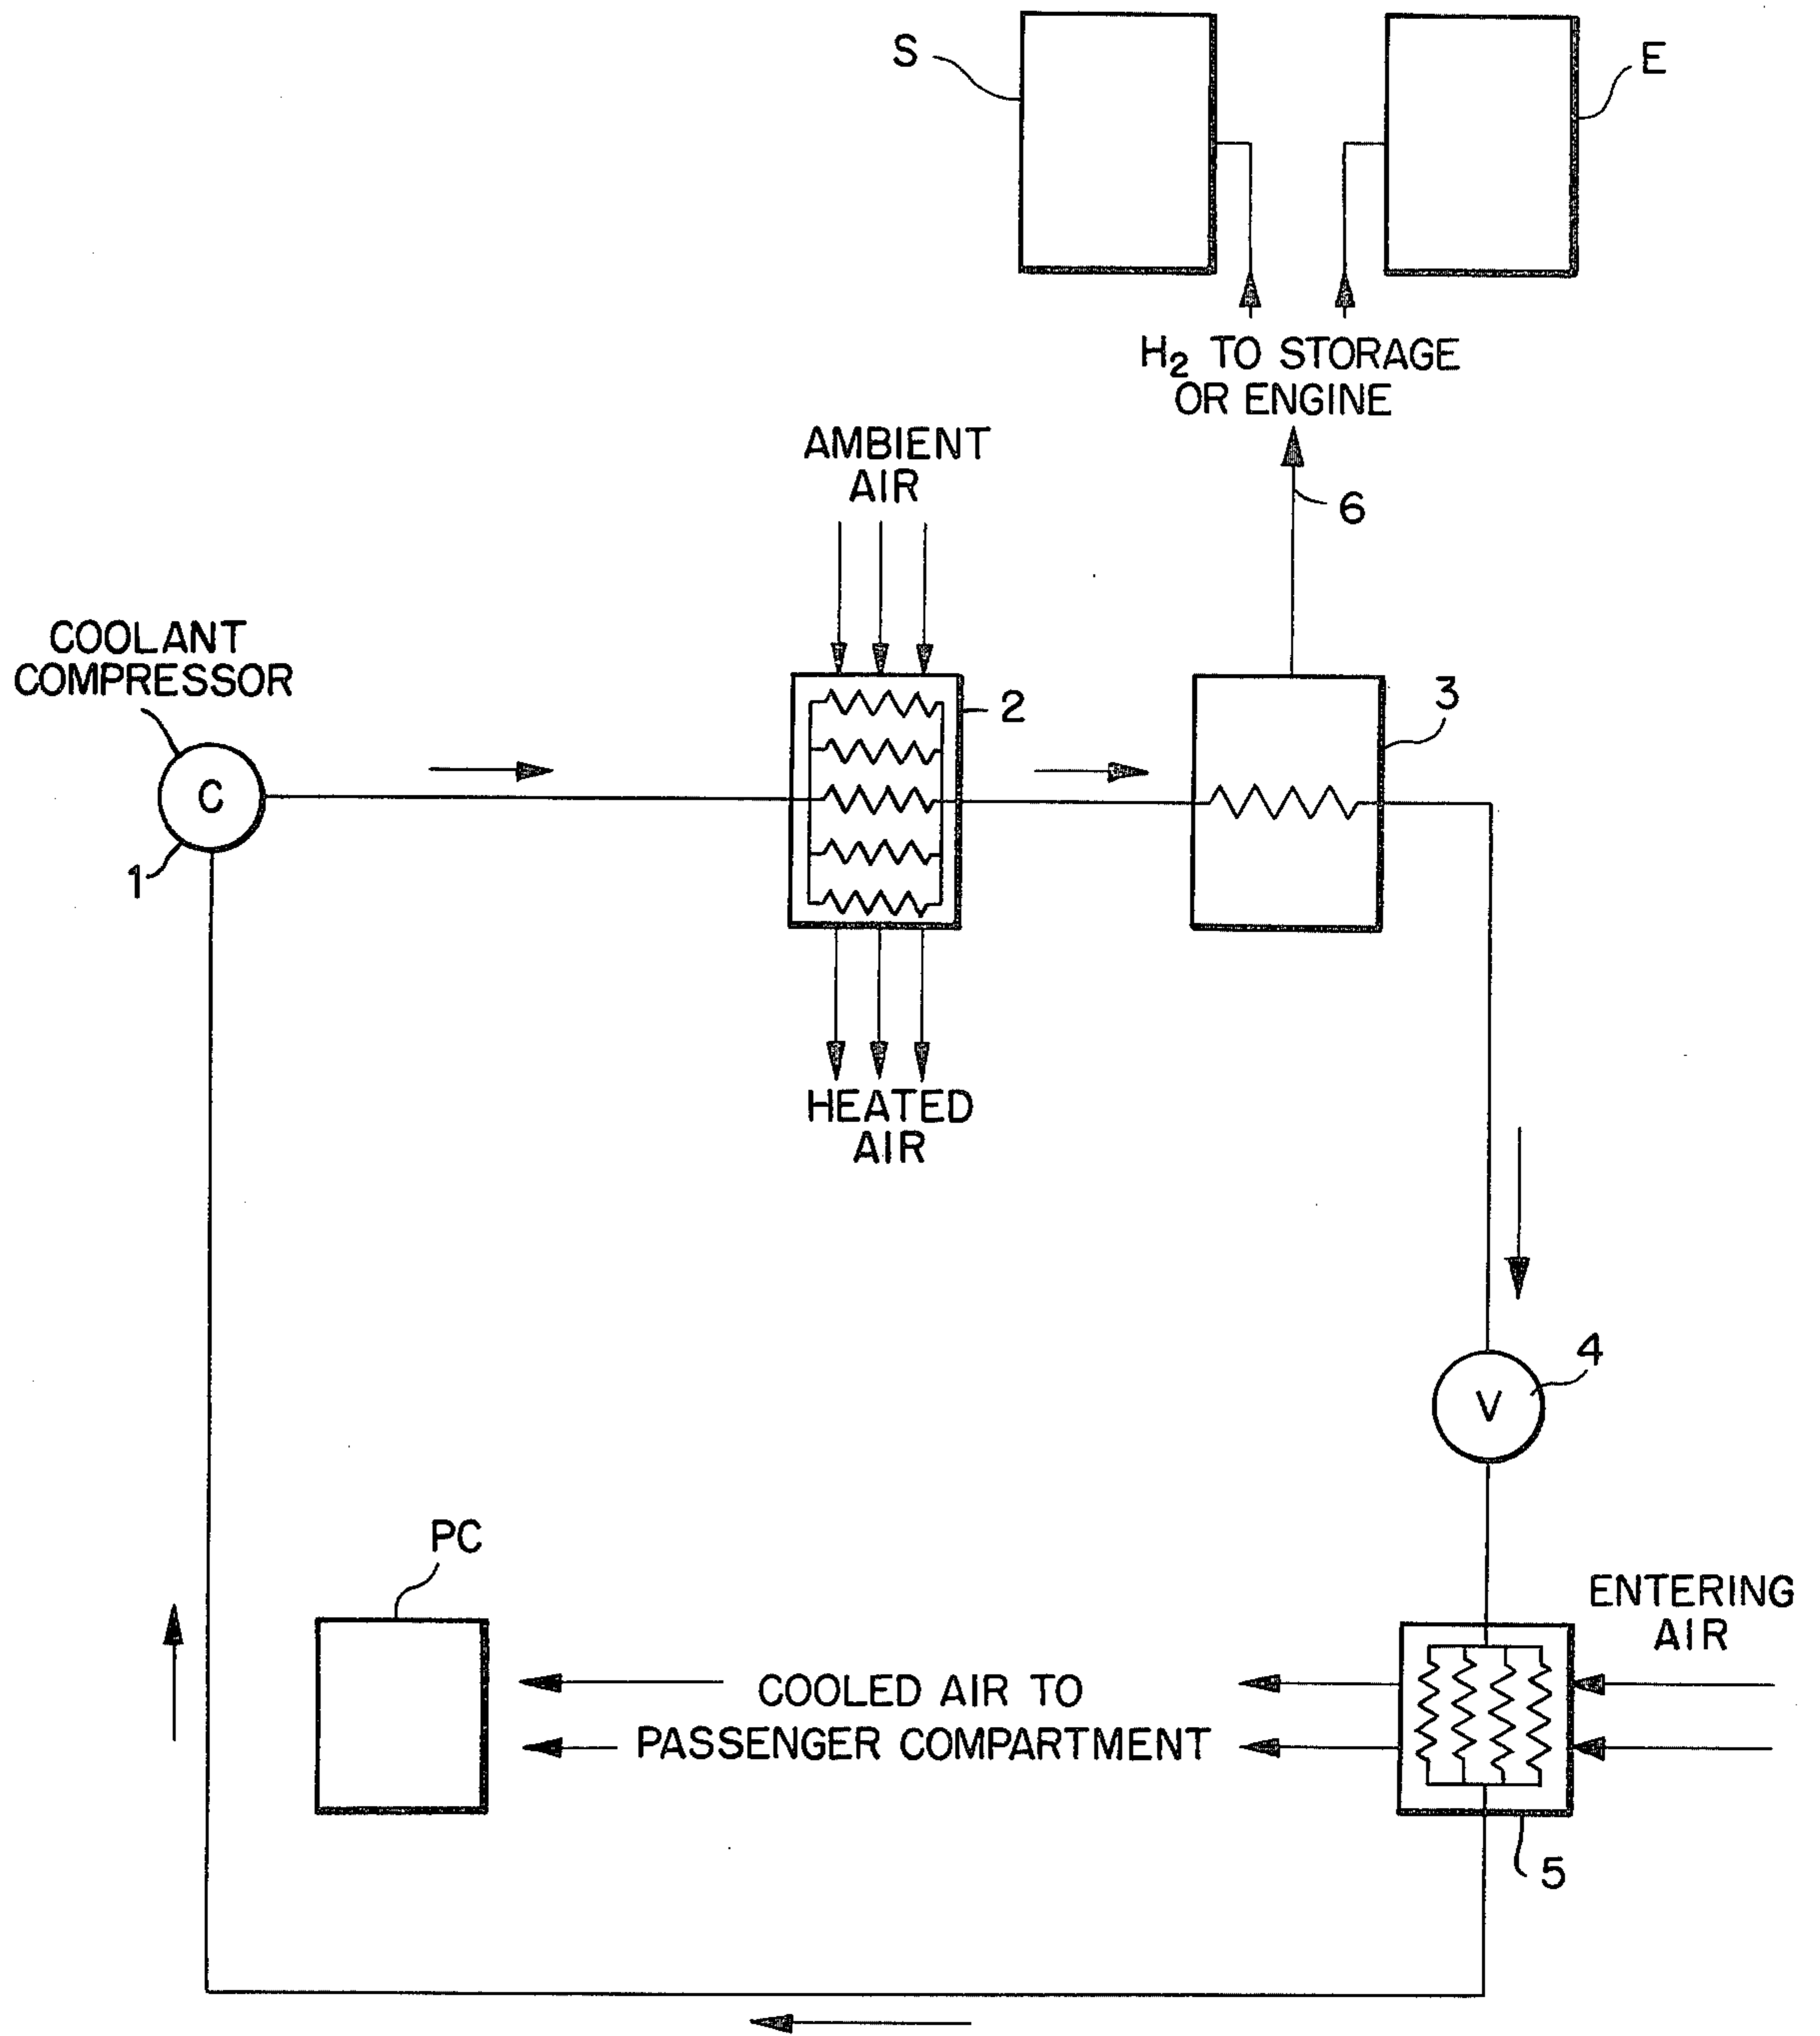 S
E
H₂ TO STORAGE
OR ENGINE
AMBIENT
AIR
6
COOLANT
COMPRESSOR
2
3
C
1
HEATED
AIR
4
V
PC
ENTERING
AIR
COOLED AIR TO
PASSENGER COMPARTMENT
5